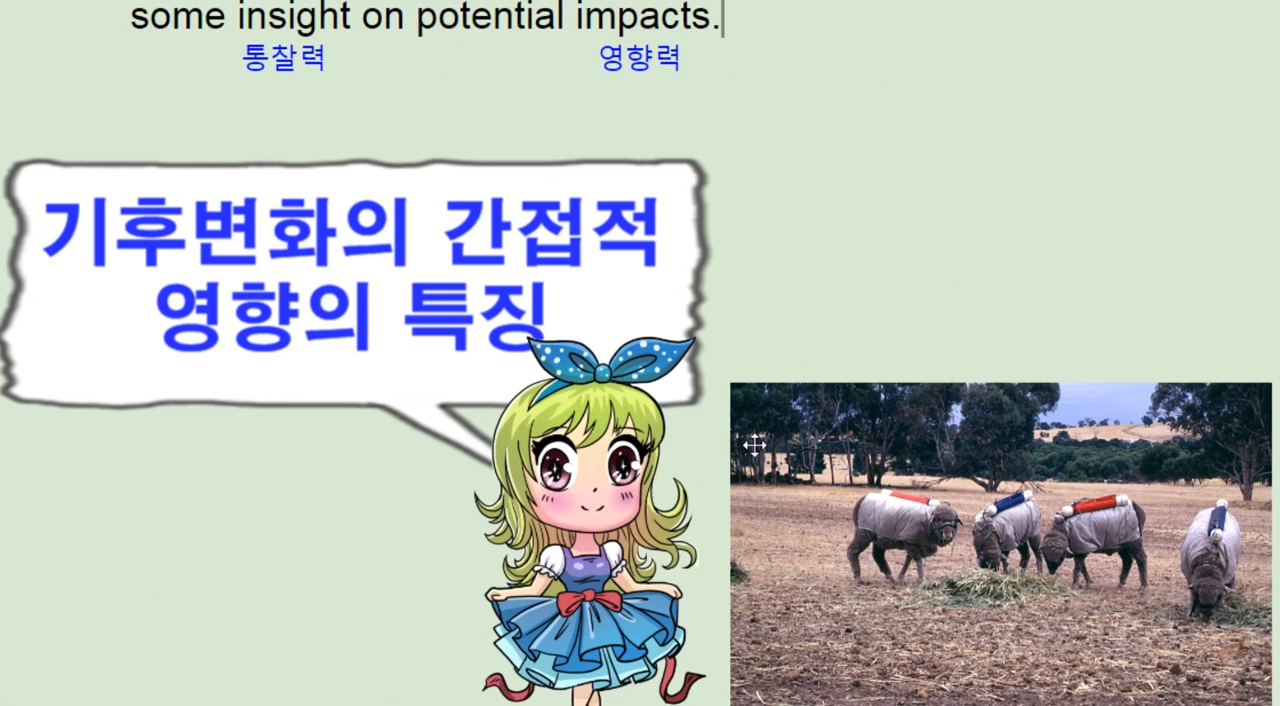 some insight on potential impacts.
통찰력 영향력
기후변화의 간접적
영향의 특징